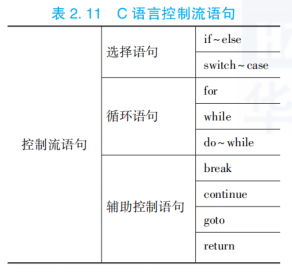 表 2. 11 C 语言控制流语句
控制流语句
选择语句
if~else
switch~case
循环语句
for
while
do~while
辅助控制语句
break
continue
goto
return